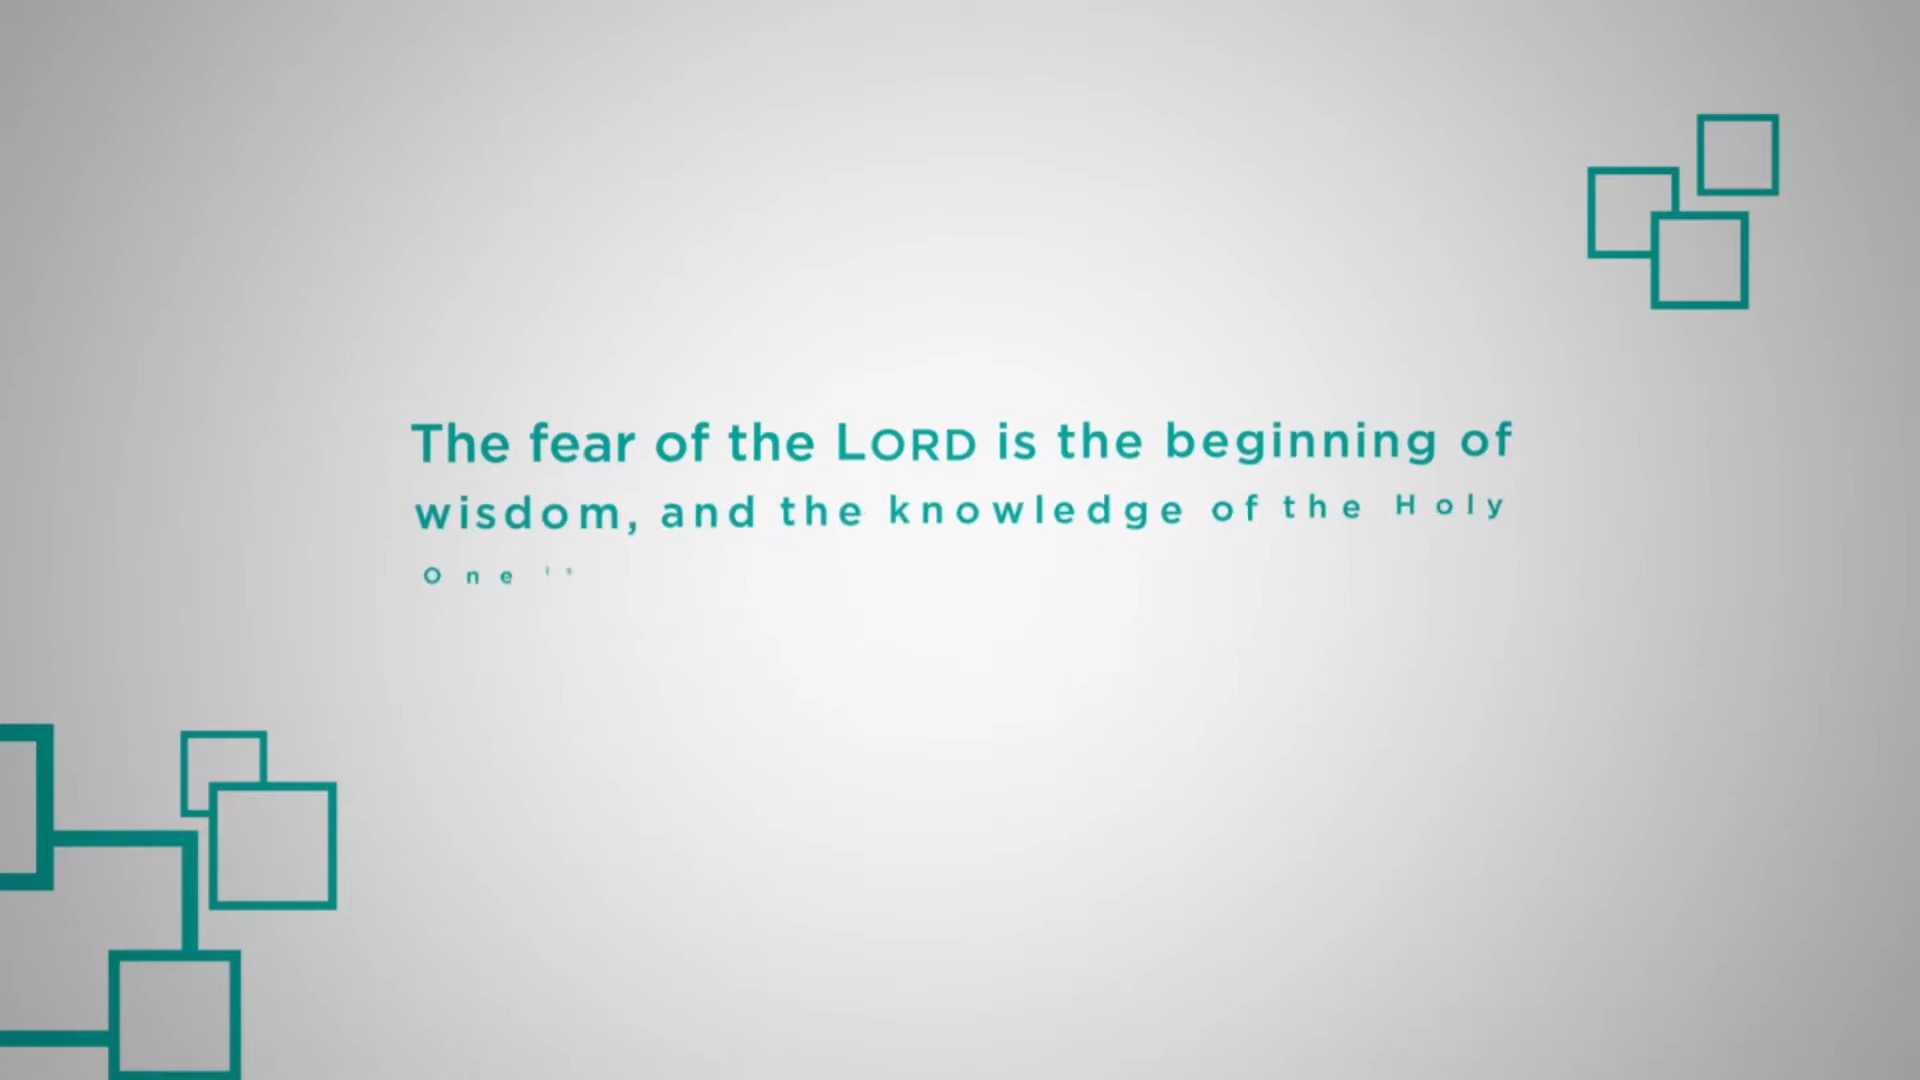 The fear of the LORD is the beginning of
wisdom, and the knowledge of the Holy
One